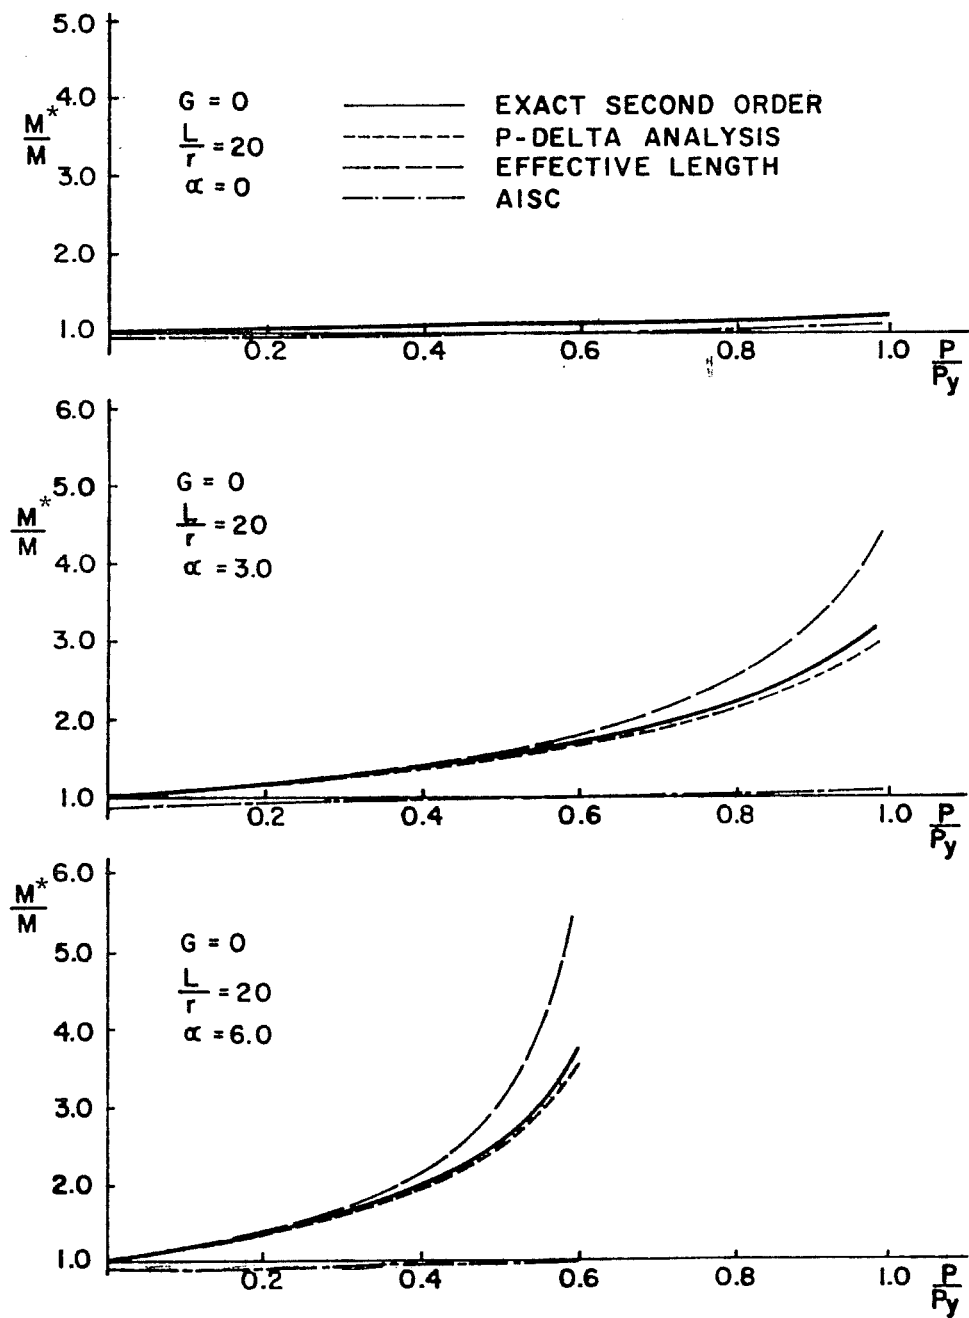 5.0
4.0
M*
M
3.0
2.0
1.0
G = 0
L
r = 20
α = 0
EXACT SECOND ORDER
P-DELTA ANALYSIS
EFFECTIVE LENGTH
AISC
0.2
0.4
0.6
0.8
1.0
P
Py
6.0
5.0
M*
M
4.0
3.0
2.0
1.0
G = 0
L
r = 20
α = 3.0
0.2
0.4
0.6
0.8
1.0
P
Py
6.0
M*
M
5.0
4.0
3.0
2.0
1.0
G = 0
L
r = 20
α = 6.0
0.2
0.4
0.6
0.8
1.0
P
Py